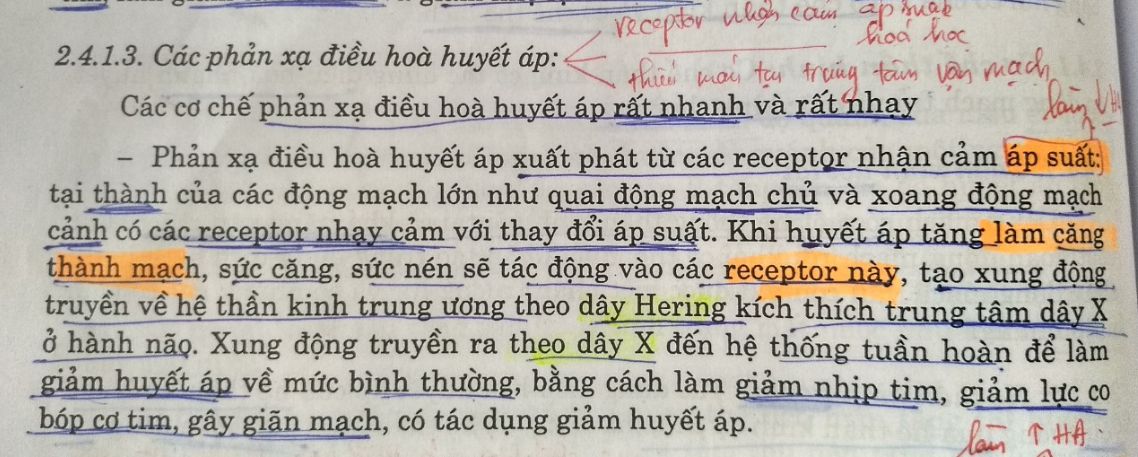 receptor nhận cảm áp suất
hoá học
2.4.1.3. Các phản xạ điều hoà huyết áp:
thiếu máu tại trung tâm vận mạch
Các cơ chế phản xạ điều hoà huyết áp rất nhanh và rất nhạy
làm ↓HA
– Phản xạ điều hoà huyết áp xuất phát từ các receptor nhận cảm áp suất:
tại thành của các động mạch lớn như quai động mạch chủ và xoang động mạch
cảnh có các receptor nhạy cảm với thay đổi áp suất. Khi huyết áp tăng làm căng
thành mạch, sức căng, sức nén sẽ tác động vào các receptor này, tạo xung động
truyền về hệ thần kinh trung ương theo dây Hering kích thích trung tâm dây X
ở hành não. Xung động truyền ra theo dây X đến hệ thống tuần hoàn để làm
giảm huyết áp về mức bình thường, bằng cách làm giảm nhịp tim, giảm lực co
bóp cơ tim, gây giãn mạch, có tác dụng giảm huyết áp.
làm ↑ HA